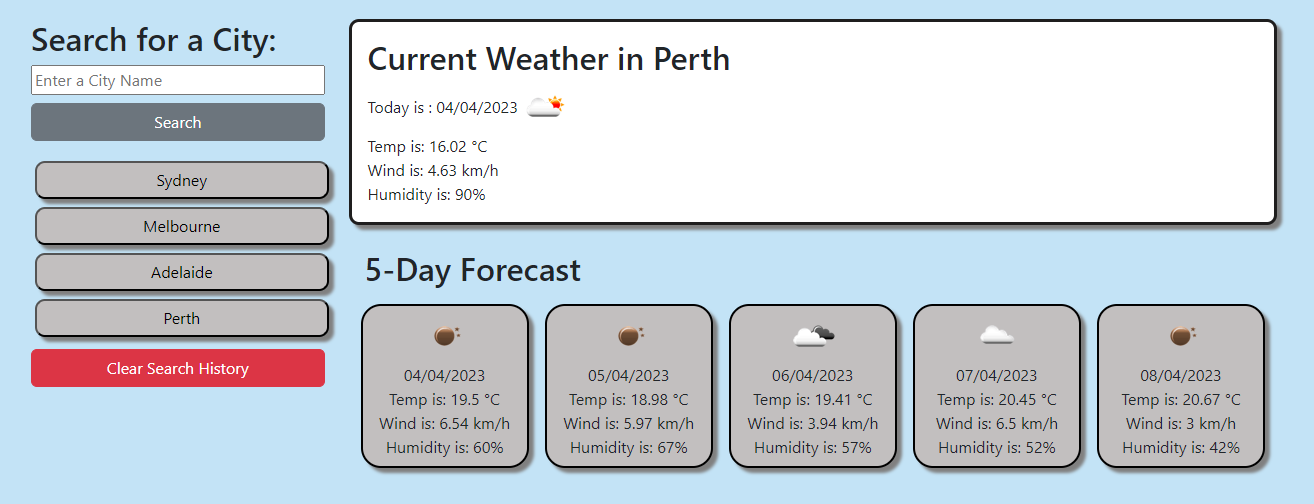 Search for a City:
Enter a City Name
Search
Sydney
Melbourne
Adelaide
Perth
Clear Search History
Current Weather in Perth
Today is : 04/04/2023
Temp is: 16.02 °C
Wind is: 4.63 km/h
Humidity is: 90%
5-Day Forecast
04/04/2023
Temp is: 19.5 °C
Wind is: 6.54 km/h
Humidity is: 60%
05/04/2023
Temp is: 18.98 °C
Wind is: 5.97 km/h
Humidity is: 67%
06/04/2023
Temp is: 19.41 °C
Wind is: 3.94 km/h
Humidity is: 57%
07/04/2023
Temp is: 20.45 °C
Wind is: 6.5 km/h
Humidity is: 52%
08/04/2023
Temp is: 20.67 °C
Wind is: 3 km/h
Humidity is: 42%